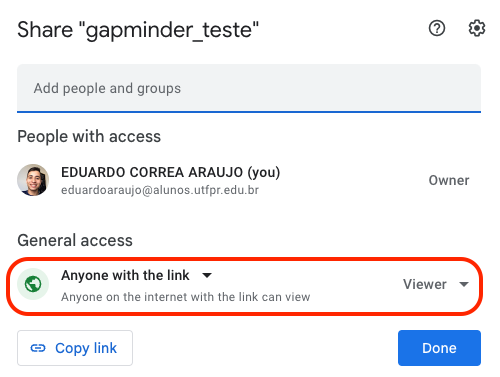 Share "gapminder_teste"
Add people and groups
People with access
EDUARDO CORREA ARAUJO (you)
eduardoaraujo@alunos.utfpr.edu.br
Owner
General access
Anyone with the link
Anyone on the internet with the link can view
Viewer
Copy link
Done